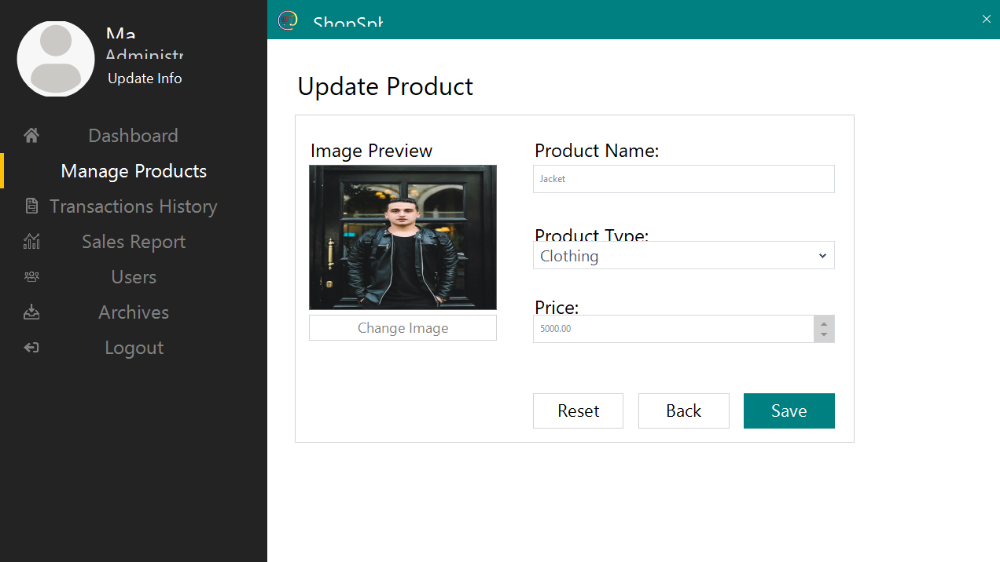 Ma
Administr
Update Info
Dashboard
Manage Products
Transactions History
Sales Report
Users
Archives
Logout
ShopSph
Update Product
Image Preview
Change Image
Product Name:
Jacket
Product Type:
Clothing
Price:
5000.00
Reset
Back
Save